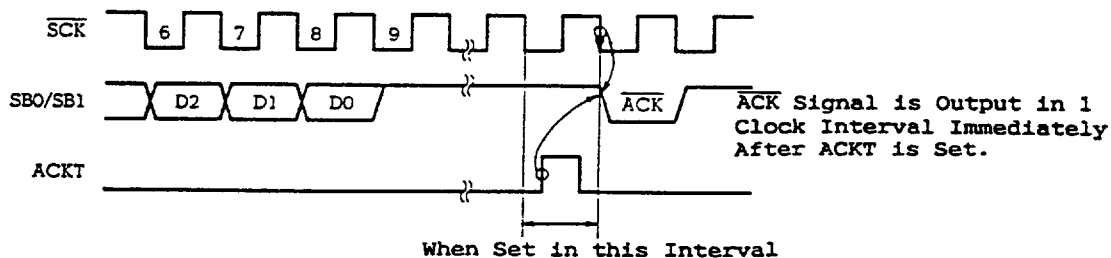 SCK
6 7 8 9
SB0/SB1
D2 D1 D0
ACK
ACK Signal is Output in 1
Clock Interval Immediately
After ACKT is Set.
ACKT
When Set in this Interval